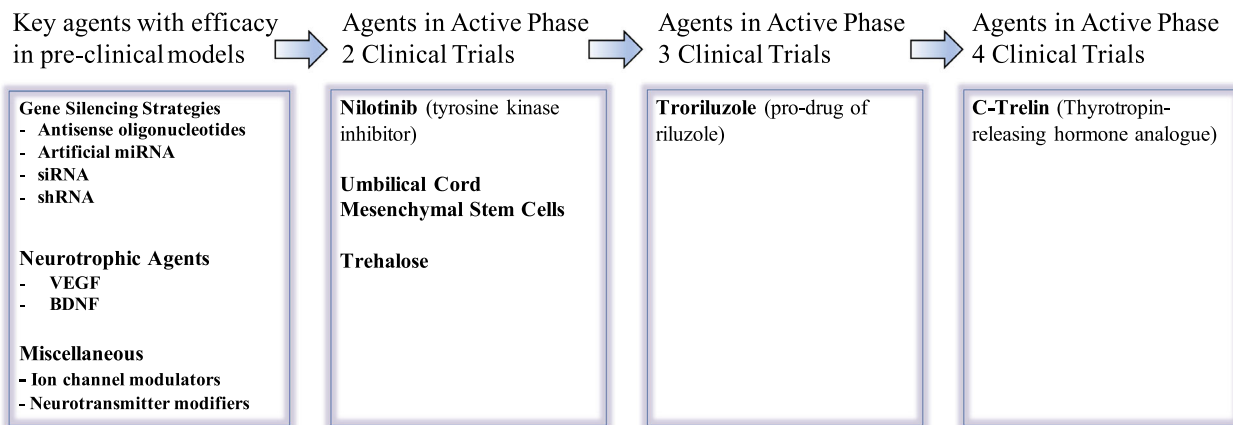 Key agents with efficacy
in pre-clinical models
Agents in Active Phase
2 Clinical Trials
Agents in Active Phase
3 Clinical Trials
Agents in Active Phase
4 Clinical Trials
Gene Silencing Strategies
- Antisense oligonucleotides
- Artificial miRNA
- siRNA
- shRNA
Neurotrophic Agents
- VEGF
- BDNF
Miscellaneous
- Ion channel modulators
- Neurotransmitter modifiers
Nilotinib (tyrosine kinase
inhibitor)
Umbilical Cord
Mesenchymal Stem Cells
Trehalose
Troriluzole (pro-drug of
riluzole)
C-Trelin (Thyrotropin-
releasing hormone analogue)